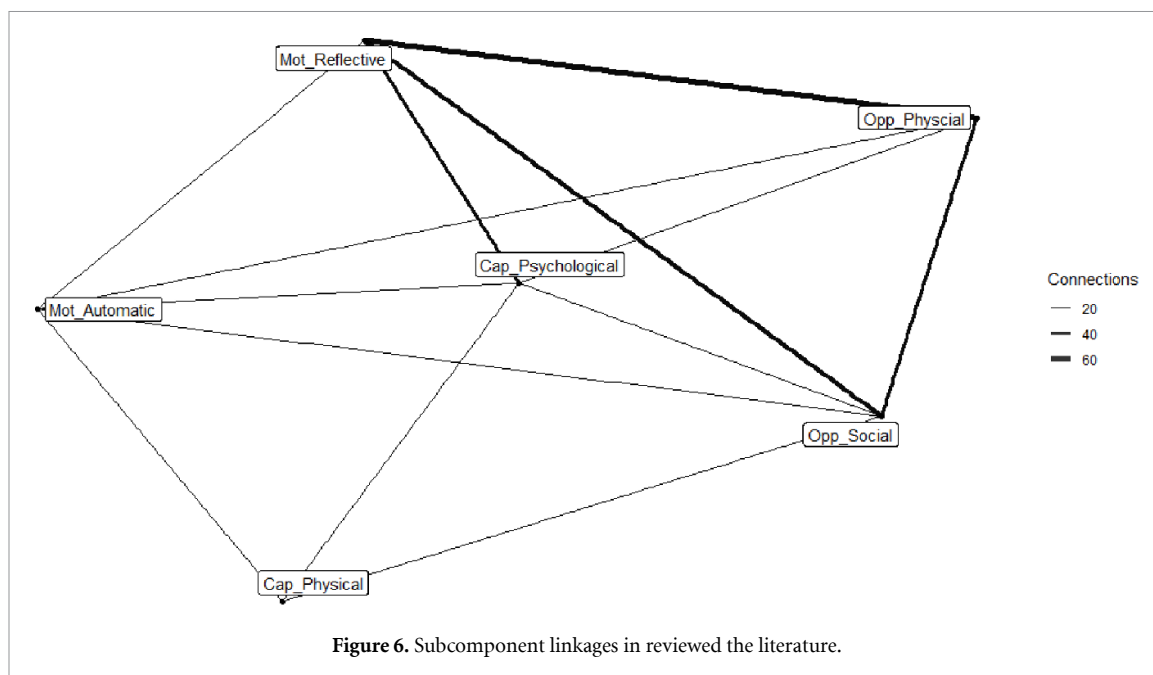 Mot_Reflective
Opp_Physcial
Cap_Psychological
Mot_Automatic
Opp_Social
Cap_Physical
Connections
20
40
60
Figure 6. Subcomponent linkages in reviewed the literature.